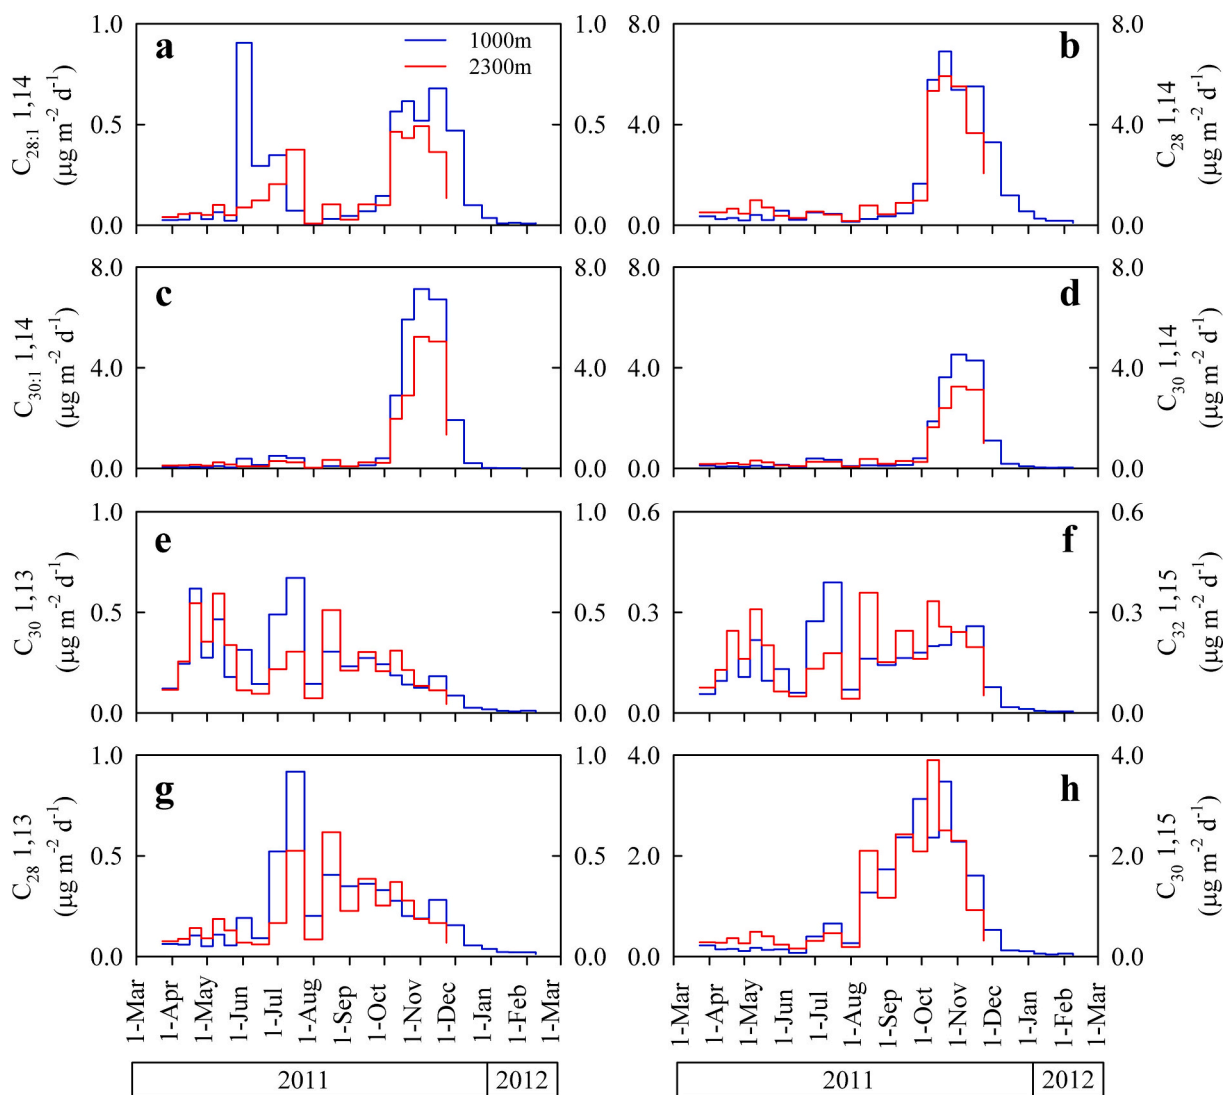 1.0 1.0 8.0 8.0
a 1000m b
2300m
C28:1 1,14
(µg m-2 d-1)
0.5 0.5 4.0 4.0
C28 1,14
(µg m-2 d-1)
0.0 0.0 0.0 0.0
8.0 8.0 8.0 8.0
c d
C30:1 1,14
(µg m-2 d-1)
4.0 4.0 4.0 4.0
C30 1,14
(µg m-2 d-1)
0.0 0.0 0.0 0.0
1.0 1.0 0.6 0.6
e f
C30 1,13
(µg m-2 d-1)
0.5 0.5 0.3 0.3
C32 1,15
(µg m-2 d-1)
0.0 0.0 0.0 0.0
1.0 1.0 4.0 4.0
g h
C28 1,13
(µg m-2 d-1)
0.5 0.5 2.0 2.0
C30 1,15
(µg m-2 d-1)
0.0 0.0 0.0 0.0
1-Mar 1-Apr 1-May 1-Jun 1-Jul 1-Aug 1-Sep 1-Oct 1-Nov 1-Dec 1-Jan 1-Feb 1-Mar 1-Mar 1-Apr 1-May 1-Jun 1-Jul 1-Aug 1-Sep 1-Oct 1-Nov 1-Dec 1-Jan 1-Feb 1-Mar
2011 2012 2011 2012